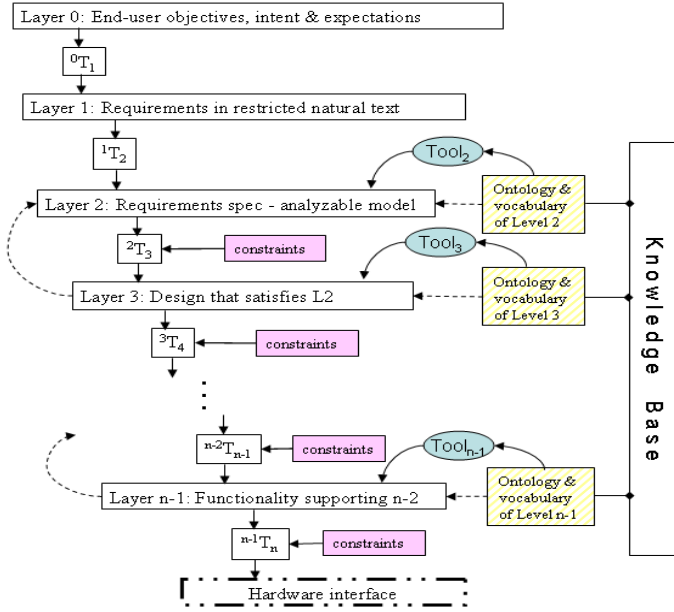 Layer 0: End-user objectives, intent & expectations
⁰T₁
Layer 1: Requirements in restricted natural text
¹T₂
Tool₂
Layer 2: Requirements spec - analyzable model
Ontology &
vocabulary
of Level 2
²T₃
constraints
Tool₃
Layer 3: Design that satisfies L2
Ontology &
vocabulary
of Level 3
³T₄
constraints
Knowledge Base
ⁿ⁻²Tₙ₋₁
constraints
Toolₙ₋₁
Layer n-1: Functionality supporting n-2
Ontology &
vocabulary
of Level n-1
ⁿ⁻¹Tₙ
constraints
Hardware interface